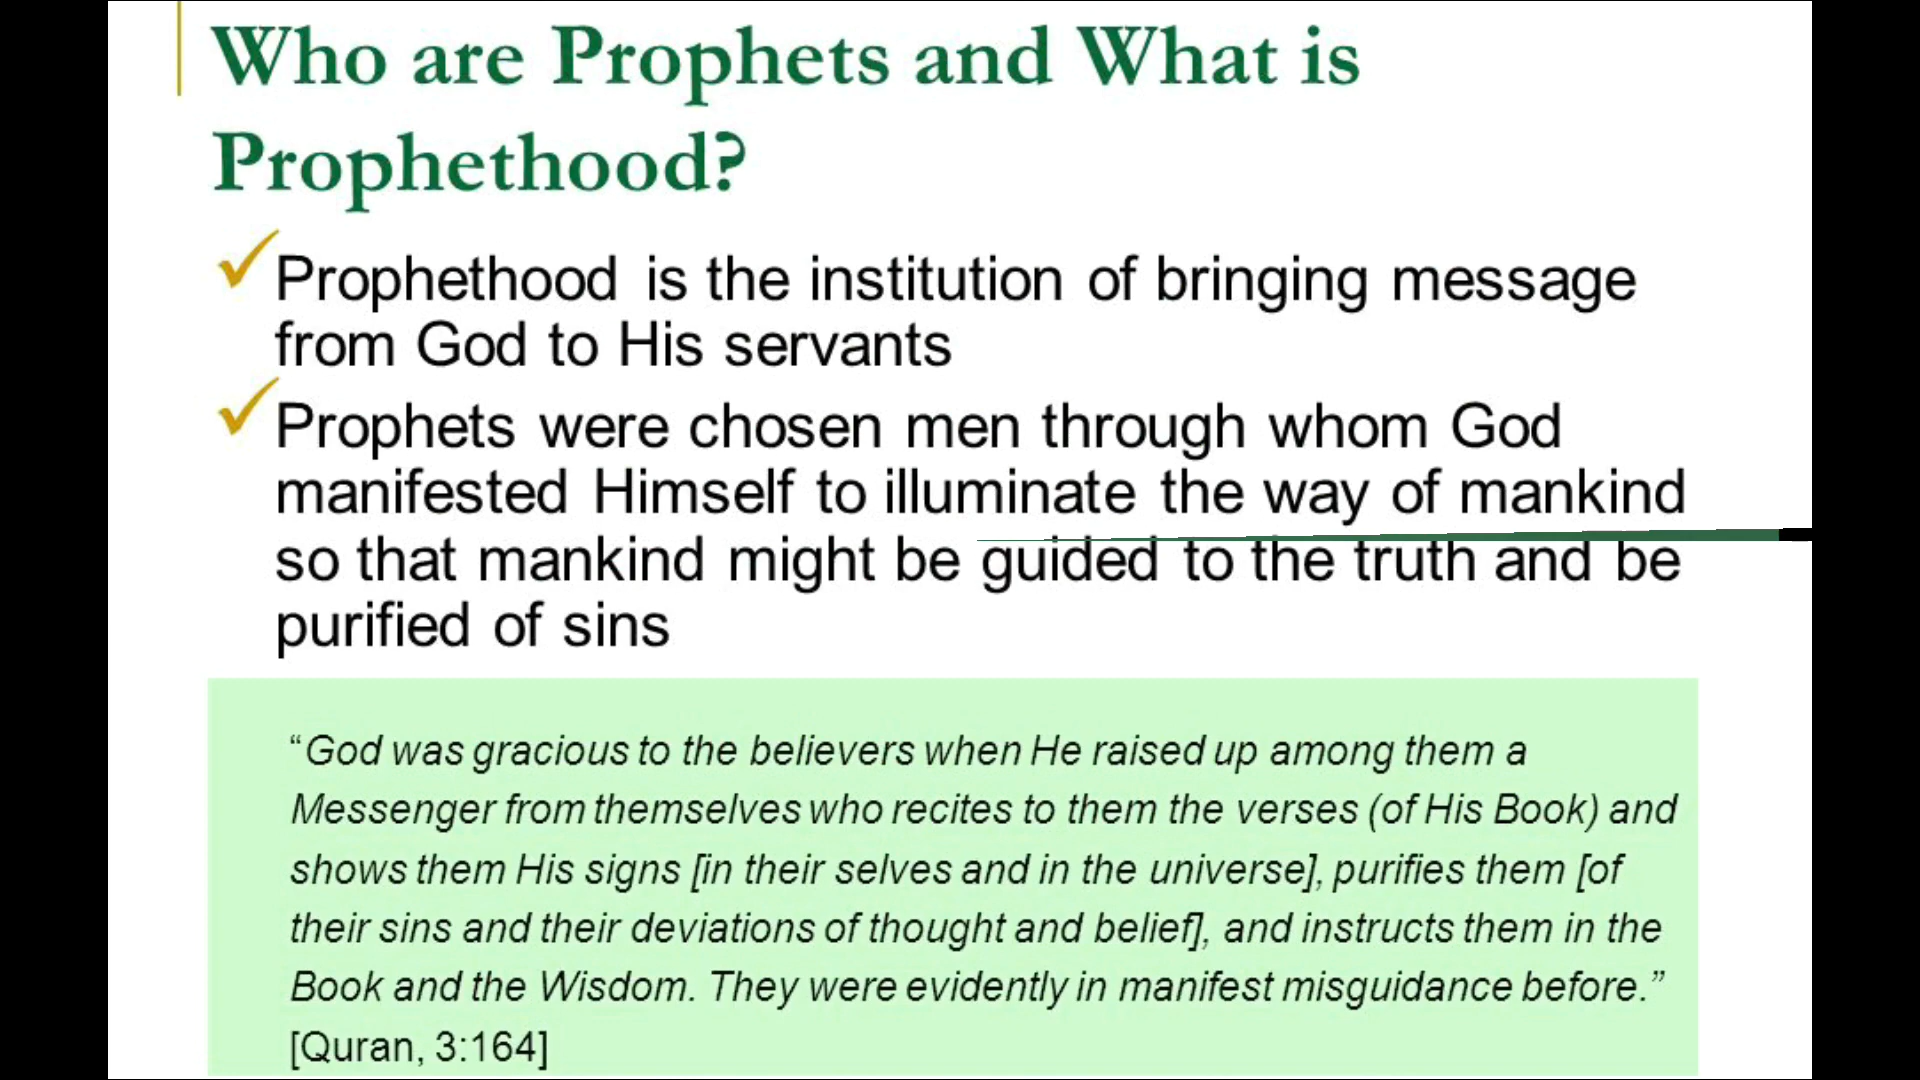 Who are Prophets and What is
Prophethood?
Prophethood is the institution of bringing message
from God to His servants
Prophets were chosen men through whom God
manifested Himself to illuminate the way of mankind
so that mankind might be guided to the truth and be
purified of sins
“God was gracious to the believers when He raised up among them a
Messenger from themselves who recites to them the verses (of His Book) and
shows them His signs [in their selves and in the universe], purifies them [of
their sins and their deviations of thought and belief], and instructs them in the
Book and the Wisdom. They were evidently in manifest misguidance before.”
[Quran, 3:164]